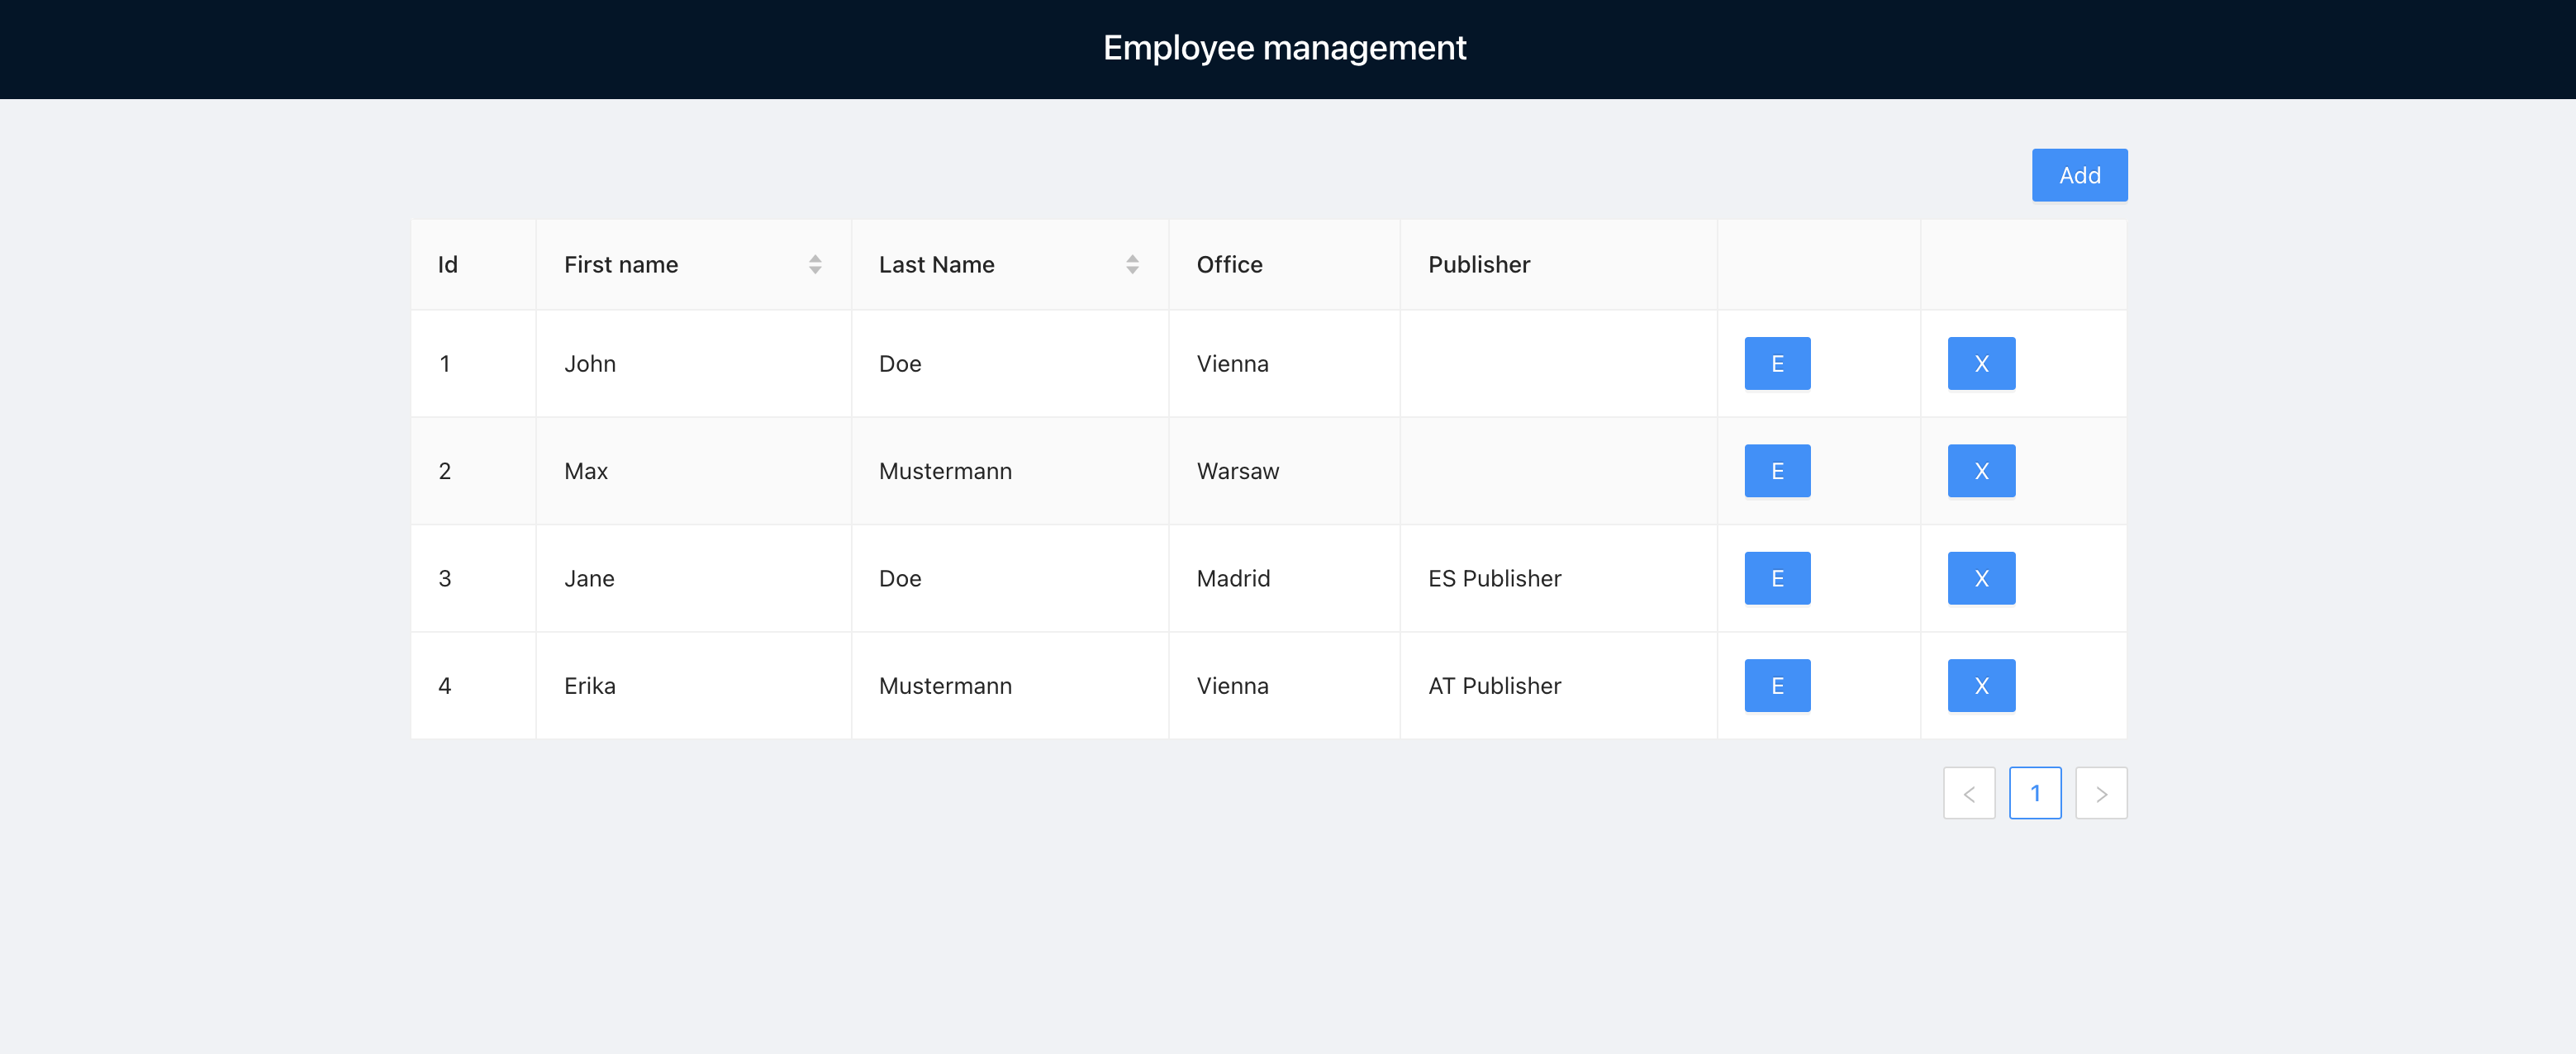 Employee management
Add
Id First name Last Name Office Publisher
1 John Doe Vienna E X
2 Max Mustermann Warsaw E X
3 Jane Doe Madrid ES Publisher E X
4 Erika Mustermann Vienna AT Publisher E X
< 1 >